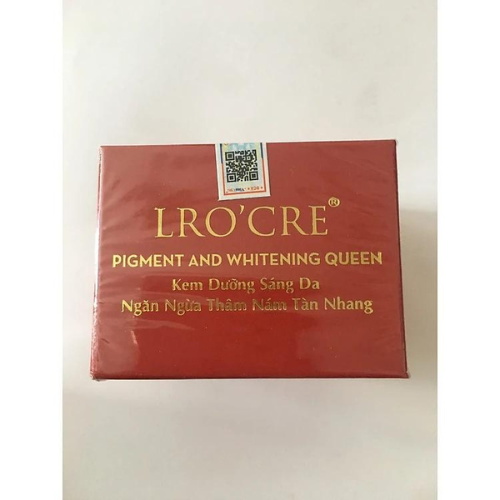 LRO'CRE®
PIGMENT AND WHITENING QUEEN
Kem Dưỡng Sáng Da
Ngăn Ngừa Thâm Nám Tàn Nhang